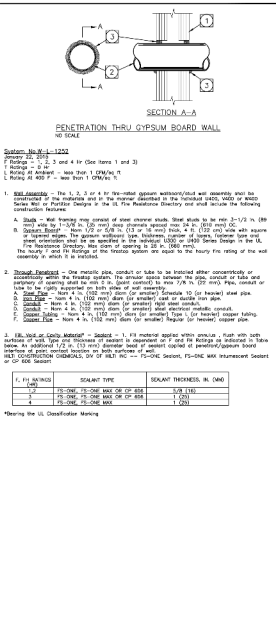 A
3
1
2
3
A
SECTION A-A
PENETRATION THRU GYPSUM BOARD WALL
NO SCALE
System No.W-L-1252
January 22, 2015
F Ratings - 1, 2, 3 and 4 Hr (See Items 1 and 3)
T Ratings - 0 Hr
L Rating At Ambient - less than 1 CFM/sq ft
L Rating At 400 F - less than 1 CFM/sq ft
1. Wall Assembly - The 1, 2, 3 or 4 hr fire-rated gypsum wallboard/stud wall assembly shall be
constructed of the materials and in the manner described in the individual U400, V400 or W400
Series Wall or Partition Designs in the UL Fire Resistance Directory and shall include the following
construction features:
A. Studs - Wall framing may consist of steel channel studs. Steel studs to be min 3-1/2 in. (89
mm) wide by 1-3/8 in. (35 mm) deep channels spaced max 24 in. (610 mm) OC.
B. Gypsum Board* - Nom 1/2 or 5/8 in. (13 or 16 mm) thick, 4 ft. (122 cm) wide with square
or tapered edges. The gypsum wallboard type, thickness, number of layers, fastener type and
sheet orientation shall be as specified in the individual U300 or U400 Series Design in the UL
Fire Resistance Directory. Max diam of opening is 26 in. (660 mm).
The hourly F and FH Ratings of the firestop system are equal to the hourly fire rating of the wall
assembly in which it is installed.
2. Through Penetrant - One metallic pipe, conduit or tube to be installed either concentrically or
eccentrically within the firestop system. The annular space between the pipe, conduit or tube and
periphery of opening shall be min 0 in. (point contact) to max 7/8 in. (22 mm). Pipe, conduit or
tube to be rigidly supported on both sides of wall assembly.
A. Steel Pipe - Nom 4 in. (102 mm) diam (or smaller) Schedule 10 (or heavier) steel pipe.
B. Iron Pipe - Nom 4 in. (102 mm) diam (or smaller) cast or ductile iron pipe.
C. Conduit - Nom 4 in. (102 mm) diam (or smaller) rigid steel conduit.
D. Conduit - Nom 4 in. (102 mm) diam (or smaller) steel electrical metallic conduit.
E. Copper Tubing - Nom 4 in. (102 mm) diam (or smaller) Type L (or heavier) copper tubing.
F. Copper Pipe - Nom 4 in. (102 mm) diam (or smaller) Regular (or heavier) copper pipe.
3. Fill, Void or Cavity Material* - Sealant - 1. Fill material applied within annulus , flush with both
surfaces of wall. Type and thickness of sealant is dependent on F and FH Ratings as indicated in Table
below. An additional 1/2 in. (13 mm) diameter bead of sealant applied at penetrant/gypsum board
interface at point contact location on both surfaces of wall.
HILTI CONSTRUCTION CHEMICALS, DIV OF HILTI INC -- FS-ONE Sealant, FS-ONE MAX Intumescent Sealant
or CP 606 Sealant
F, FH RATINGS (HR) SEALANT TYPE SEALANT THICKNESS, IN. (MM)
1,2 FS-ONE, FS-ONE MAX OR CP 606 5/8 (16)
3 FS-ONE, FS-ONE MAX OR CP 606 1 (25)
4 FS-ONE, FS-ONE MAX 1 (25)
*Bearing the UL Classification Marking